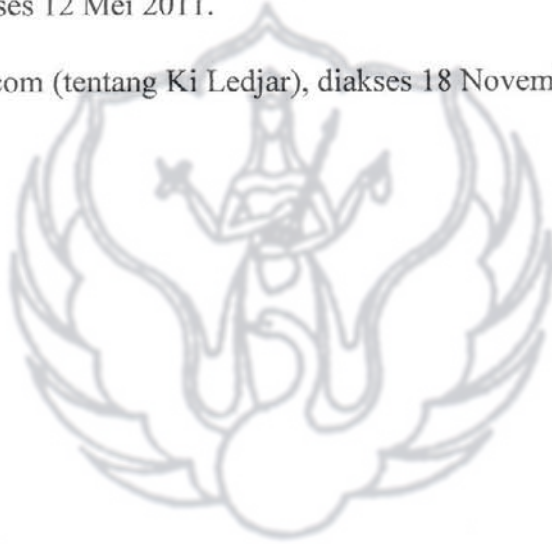 ses 12 Mei 2011.
com (tentang Ki Ledjar), diakses 18 Novem